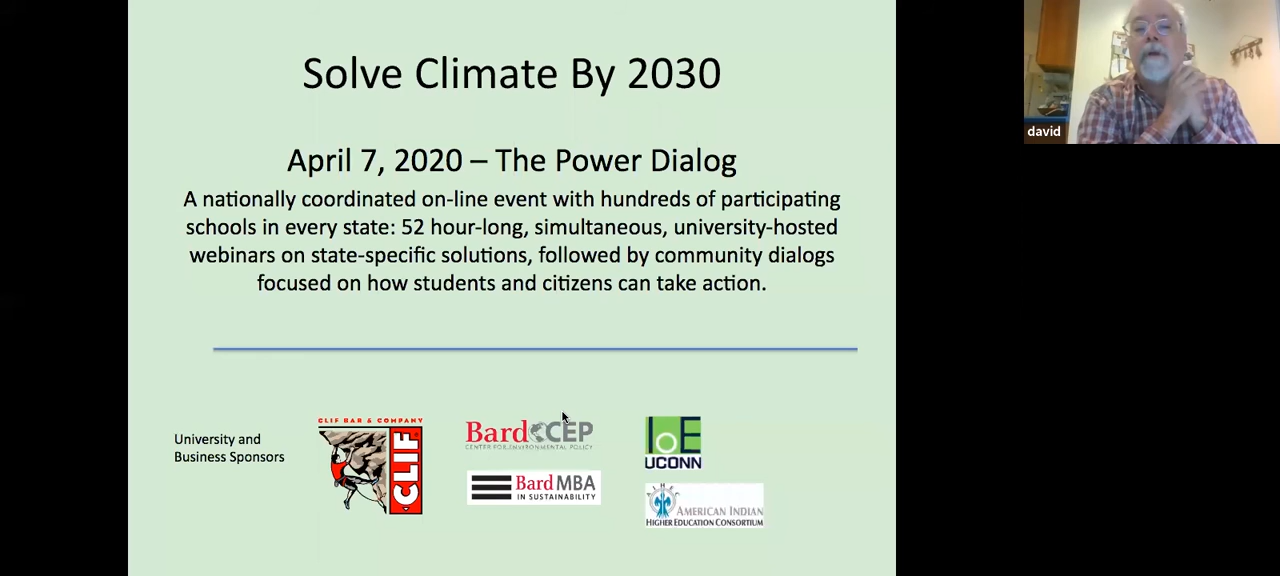 Solve Climate By 2030
April 7, 2020 – The Power Dialog
A nationally coordinated on-line event with hundreds of participating
schools in every state: 52 hour-long, simultaneous, university-hosted
webinars on state-specific solutions, followed by community dialogs
focused on how students and citizens can take action.
University and
Business Sponsors
CLIF BAR & COMPANY
CLIF
Bard CEP
CENTER FOR ENVIRONMENTAL POLICY
Bard MBA
IN SUSTAINABILITY
IoE
UCONN
AIHEC
AMERICAN INDIAN
HIGHER EDUCATION CONSORTIUM
david